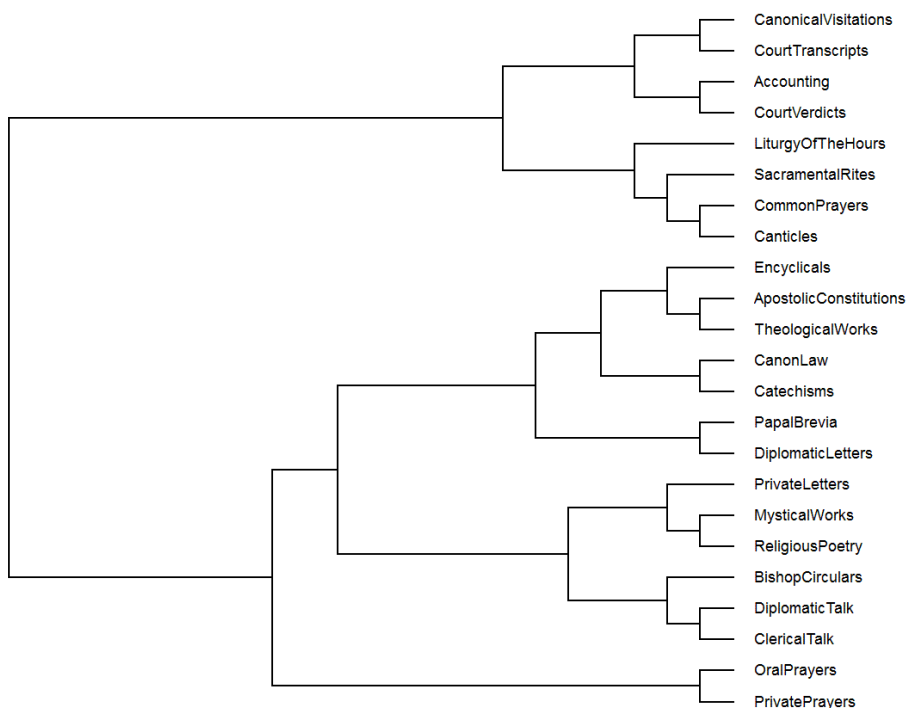 CanonicalVisitations
CourtTranscripts
Accounting
CourtVerdicts
LiturgyOfTheHours
SacramentalRites
CommonPrayers
Canticles
Encyclicals
ApostolicConstitutions
TheologicalWorks
CanonLaw
Catechisms
PapalBrevia
DiplomaticLetters
PrivateLetters
MysticalWorks
ReligiousPoetry
BishopCirculars
DiplomaticTalk
ClericalTalk
OralPrayers
PrivatePrayers